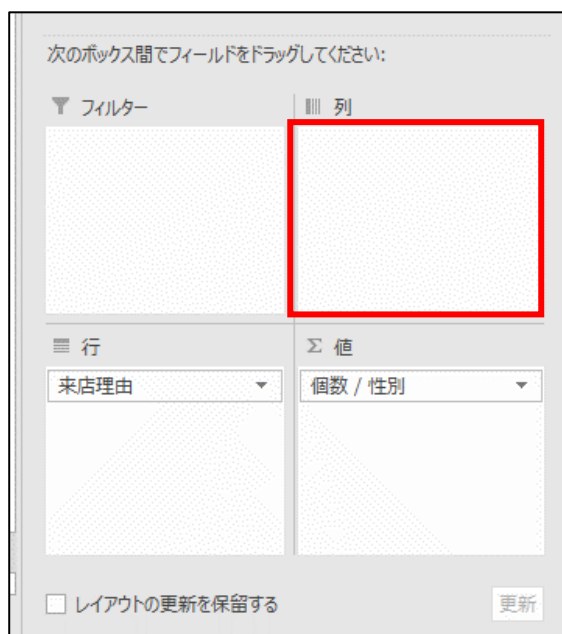 次のボックス間でフィールドをドラッグしてください:
フィルター
列
行
Σ 値
来店理由
個数 / 性別
レイアウトの更新を保留する
更新